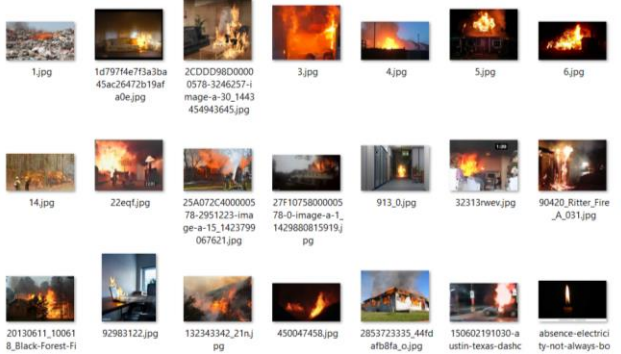 1.jpg
1d797f4e7f3a3ba
45ac26472b19af
a0e.jpg
2CDDD98D0000
0578-3246257-i
mage-a-30_1443
454943645.jpg
3.jpg
4.jpg
5.jpg
6.jpg
14.jpg
22eqf.jpg
25A072C4000005
78-2951223-ima
ge-a-15_1423799
067621.jpg
27F10758000005
78-0-image-a-1_
1429880815919.j
pg
913_0.jpg
1:09
32313rwev.jpg
90420_Ritter_Fire
_A_031.jpg
20130611_10061
8_Black-Forest-Fi
92983122.jpg
132343342_21n.j
pg
450047458.jpg
2853723335_44fd
afb8fa_o.jpg
150602191030-a
ustin-texas-dashc
absence-electrici
ty-not-always-bo